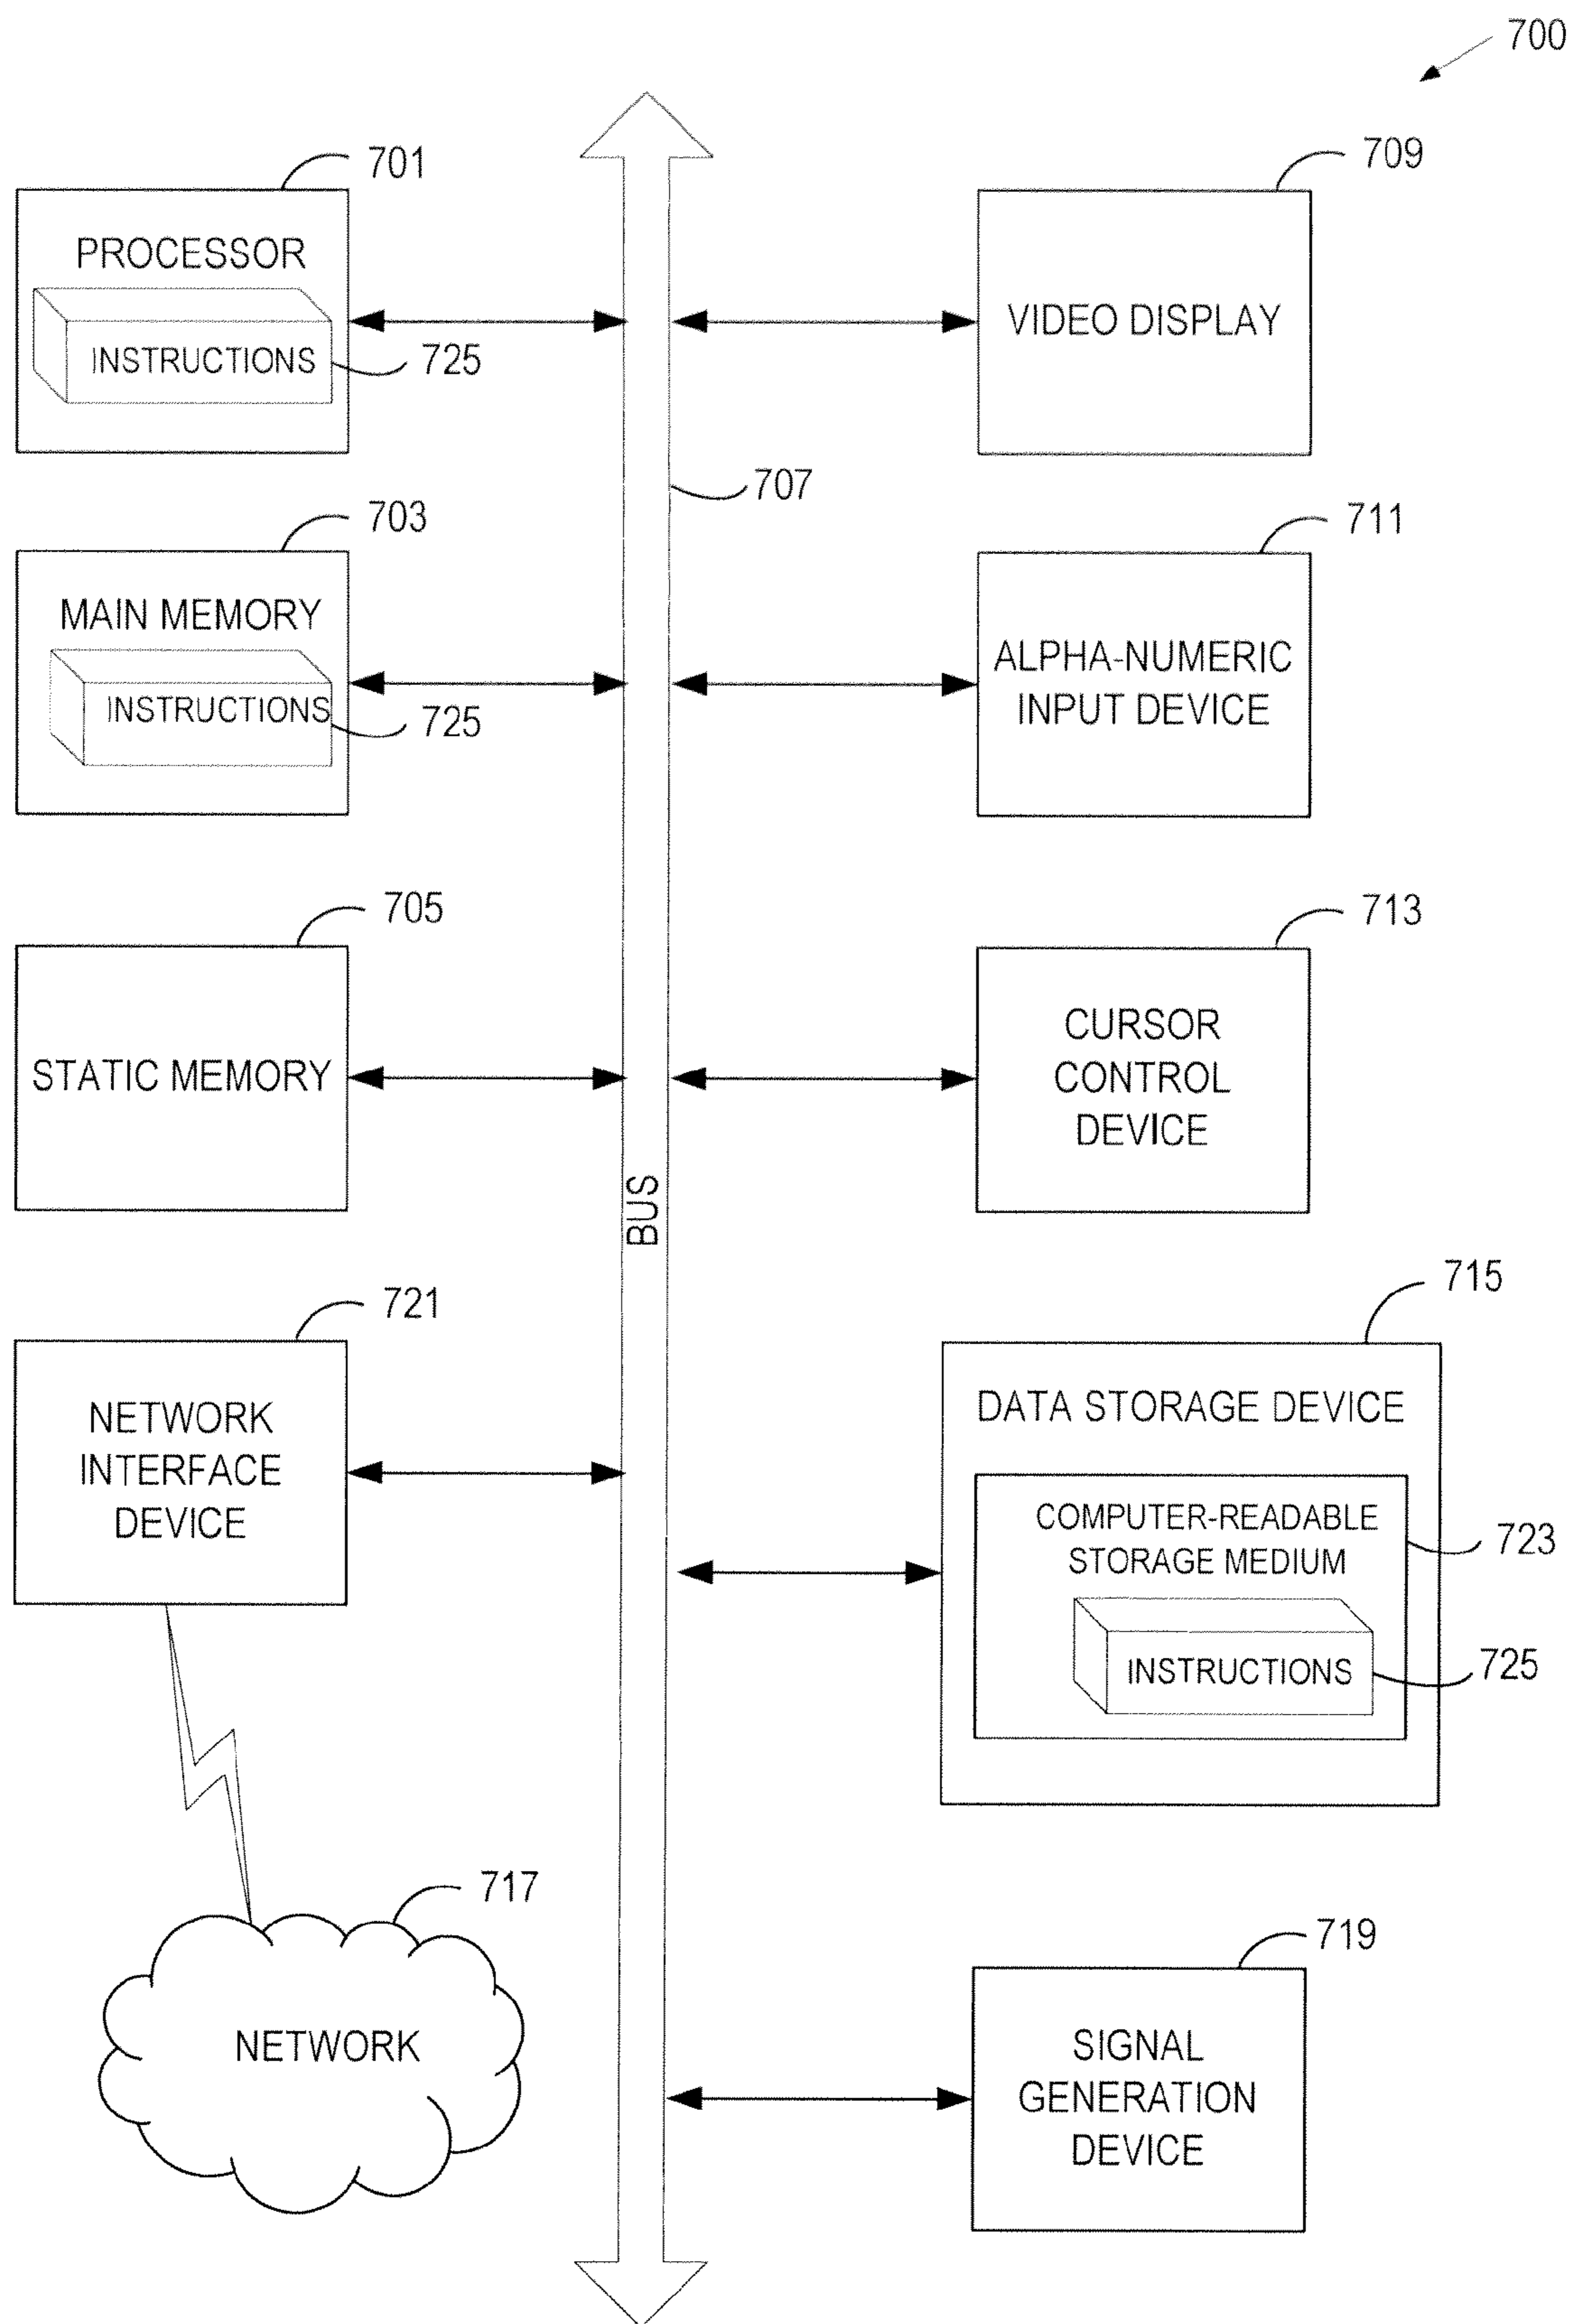 700
701
PROCESSOR
INSTRUCTIONS
725
709
VIDEO DISPLAY
707
703
MAIN MEMORY
INSTRUCTIONS
725
711
ALPHA-NUMERIC
INPUT DEVICE
705
STATIC MEMORY
713
CURSOR
CONTROL
DEVICE
BUS
721
NETWORK
INTERFACE
DEVICE
715
DATA STORAGE DEVICE
COMPUTER-READABLE
STORAGE MEDIUM
723
INSTRUCTIONS
725
717
NETWORK
719
SIGNAL
GENERATION
DEVICE